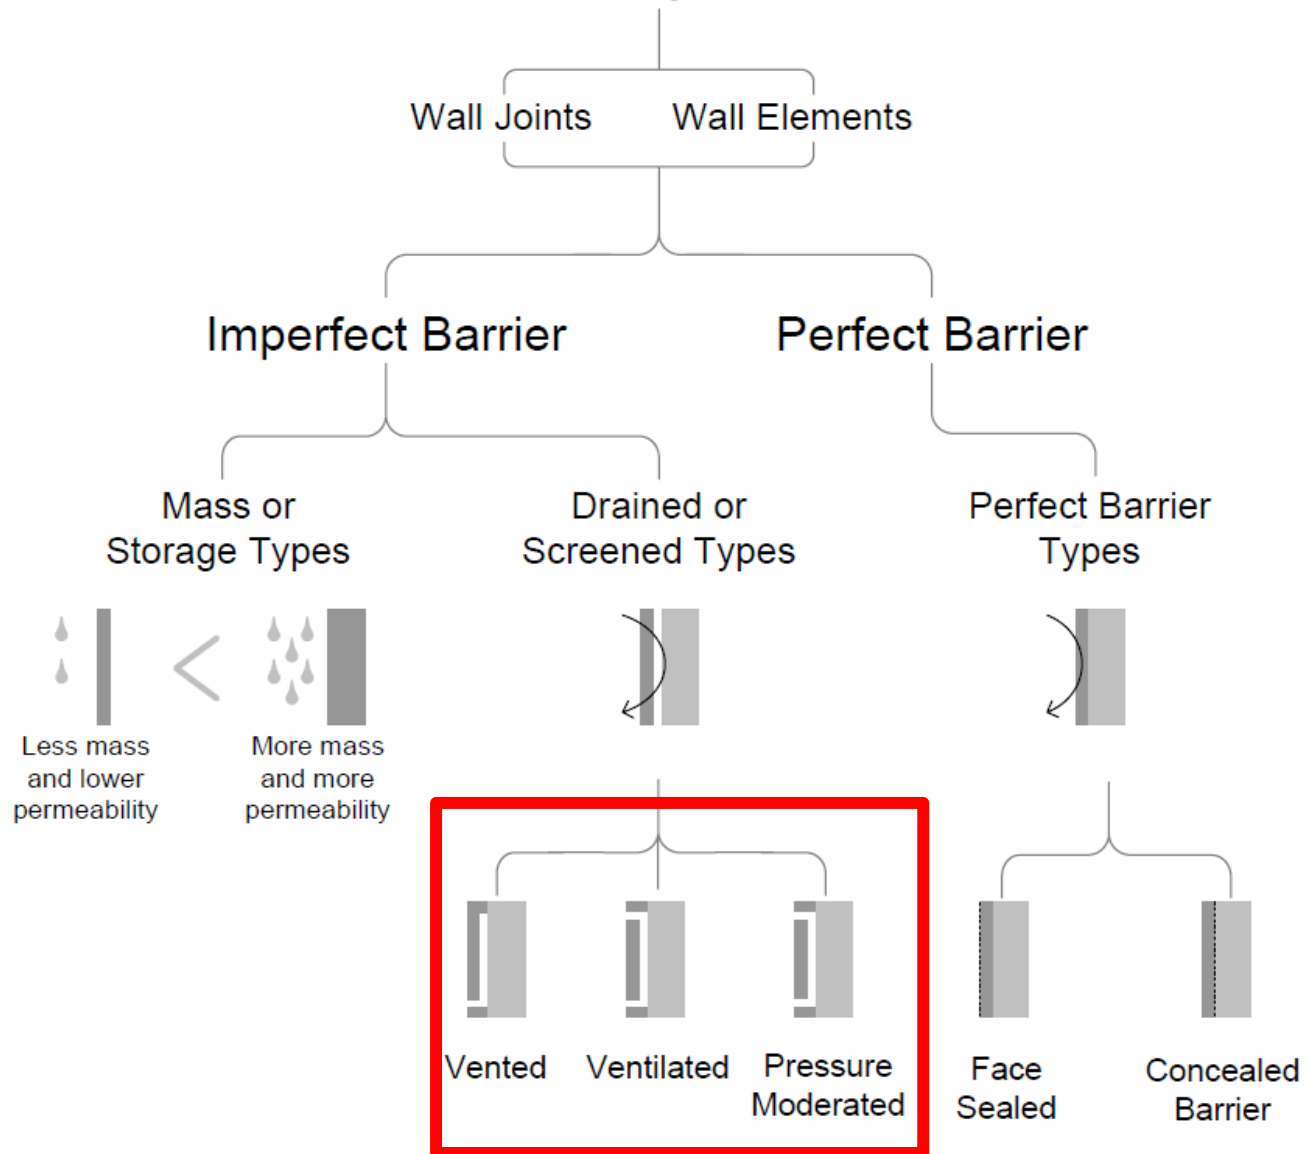 Wall Joints
Wall Elements
Imperfect Barrier
Perfect Barrier
Mass or
Storage Types
Drained or
Screened Types
Perfect Barrier
Types
Less mass
and lower
permeability
More mass
and more
permeability
Vented
Ventilated
Pressure
Moderated
Face
Sealed
Concealed
Barrier